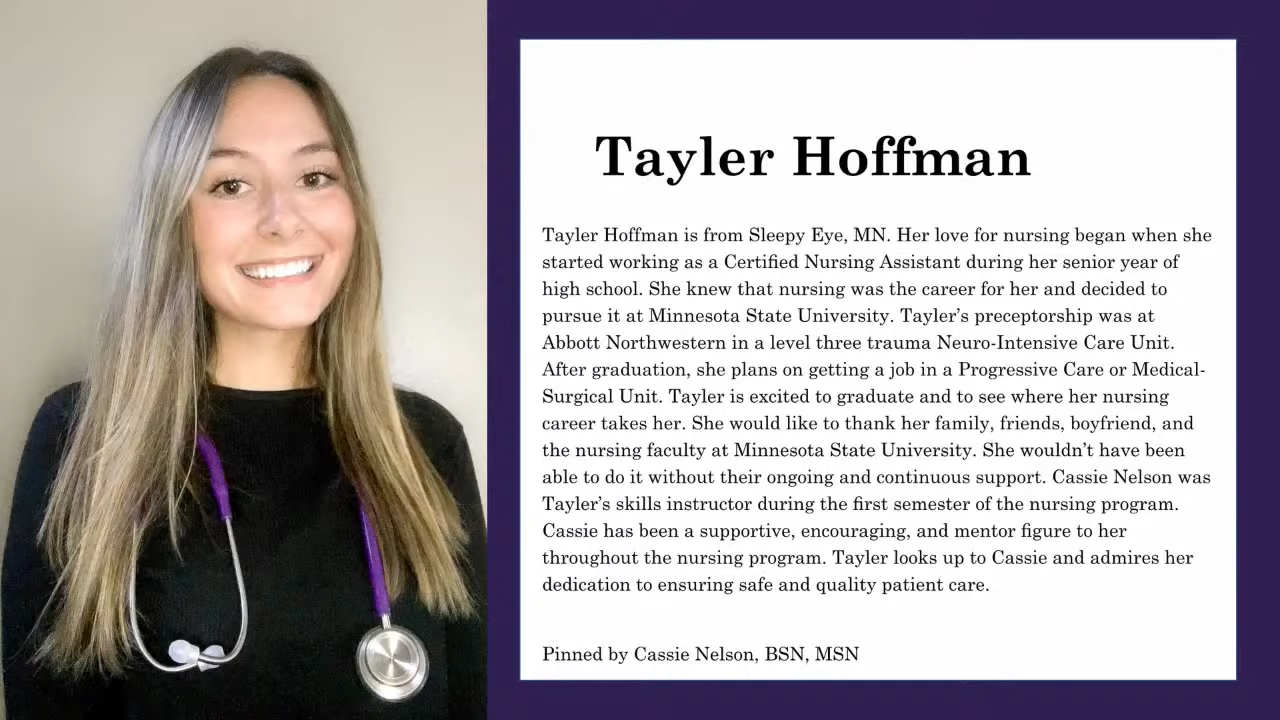 Tayler Hoffman
Tayler Hoffman is from Sleepy Eye, MN. Her love for nursing began when she
started working as a Certified Nursing Assistant during her senior year of
high school. She knew that nursing was the career for her and decided to
pursue it at Minnesota State University. Tayler’s preceptorship was at
Abbott Northwestern in a level three trauma Neuro-Intensive Care Unit.
After graduation, she plans on getting a job in a Progressive Care or Medical-
Surgical Unit. Tayler is excited to graduate and to see where her nursing
career takes her. She would like to thank her family, friends, boyfriend, and
the nursing faculty at Minnesota State University. She wouldn’t have been
able to do it without their ongoing and continuous support. Cassie Nelson was
Tayler’s skills instructor during the first semester of the nursing program.
Cassie has been a supportive, encouraging, and mentor figure to her
throughout the nursing program. Tayler looks up to Cassie and admires her
dedication to ensuring safe and quality patient care.
Pinned by Cassie Nelson, BSN, MSN